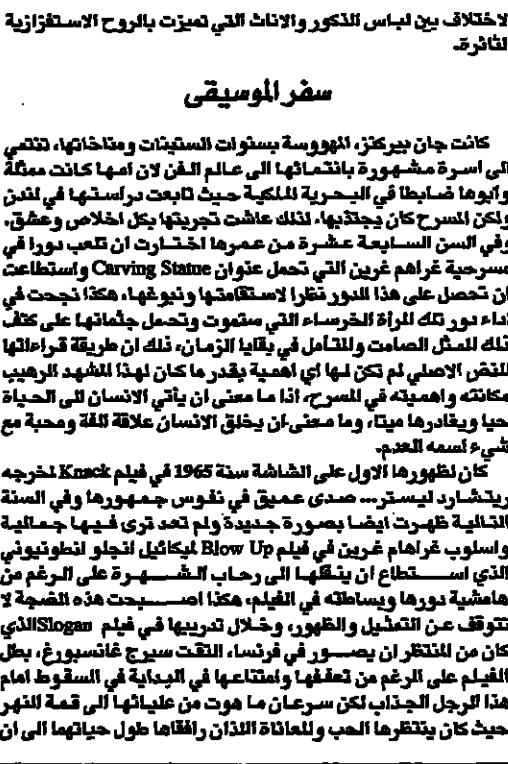 الاختلاف بين لباس الذكور والاناث التي تميزت بالروح الاستفزازية
الثائرة.
سفر الموسيقى
كانت جان بيركنز، المهووسة بسنوات الستينات ومناخاتها، تنتمي
الى اسرة مشهورة بانتمائها الى عالم الفن لان امها كانت ممثلة
وأبوها ضابطا في البحرية الملكية حيث تابعت دراستها في لندن
ولكن المسرح كان يجتذبها، لذلك عاشت تجربتها بكل اخلاص وعشق.
وفي السن السابعة عشرة من عمرها اختارت ان تلعب دورا في
مسرحية غراهم غرين التي تحمل عنوان Carving Statue واستطاعت
ان تحصل على هذا الدور نظرا لاستقامتها ونبوغها، هكذا نجحت في
اداء دور تلك المرأة الخرساء التي ستموت وتحمل جثمانها على كتف
ذلك الممثل الصامت والمتأمل في بقايا الزمان، ذلك ان طريقة قراءاتها
للنص الاصلي لم تكن لها أي اهمية بقدر ما كان لهذا المشهد الرهيب
مكانته واهميته في المسرح، اذا ما معنى ان يأتي الانسان الى الحياة
حيا ويغادرها ميتا، وما معنى ان يخلق الانسان علاقة ألفة ومحبة مع
شيء اسمه العدم.
كان لظهورها الاول على الشاشة سنة 1965 في فيلم Knack لمخرجه
ريتشارد ليستر... صدى عميق في نفوس جمهورها وفي السنة
التالية ظهرت ايضا بصورة جديدة ولم تعد ترى فيها جمالية
واسلوب غراهام غرين في فيلم Blow Up لميكائيل انجلو انطونيوني
الذي استطاع ان ينقلها الى رحاب الشهرة على الرغم من
هامشية دورها وبساطته في الفيلم، هكذا اصبحت هذه الضجة لا
تتوقف عن التمثيل والظهور، وخلال تدريبها في فيلم Slogan الذي
كان من المنتظر ان يصور في فرنسا، التقت سيرج غانسبورغ، بطل
الفيلم على الرغم من تعففها وامتناعها في البداية في السقوط امام
هذا الرجل الجذاب لكن سرعان ما هوت من عليائها الى قمة النهر
حيث كان ينتظرها الحب والمعاناة اللذان رافقاها طول حياتهما الى ان